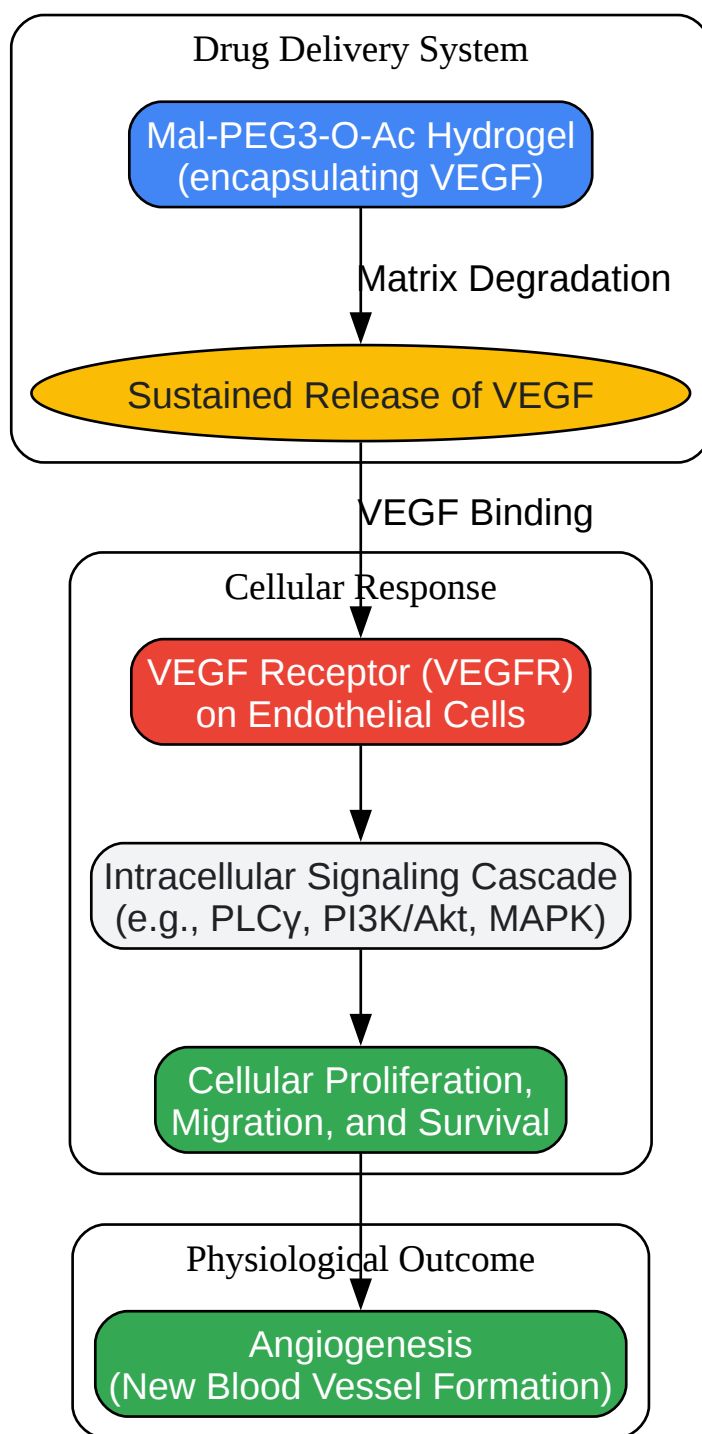 Drug Delivery System
Mal-PEG3-O-Ac Hydrogel
(encapsulating VEGF)
Matrix Degradation
Sustained Release of VEGF
VEGF Binding
Cellular Response
VEGF Receptor (VEGFR)
on Endothelial Cells
Intracellular Signaling Cascade
(e.g., PLCγ, PI3K/Akt, MAPK)
Cellular Proliferation,
Migration, and Survival
Physiological Outcome
Angiogenesis
(New Blood Vessel Formation)